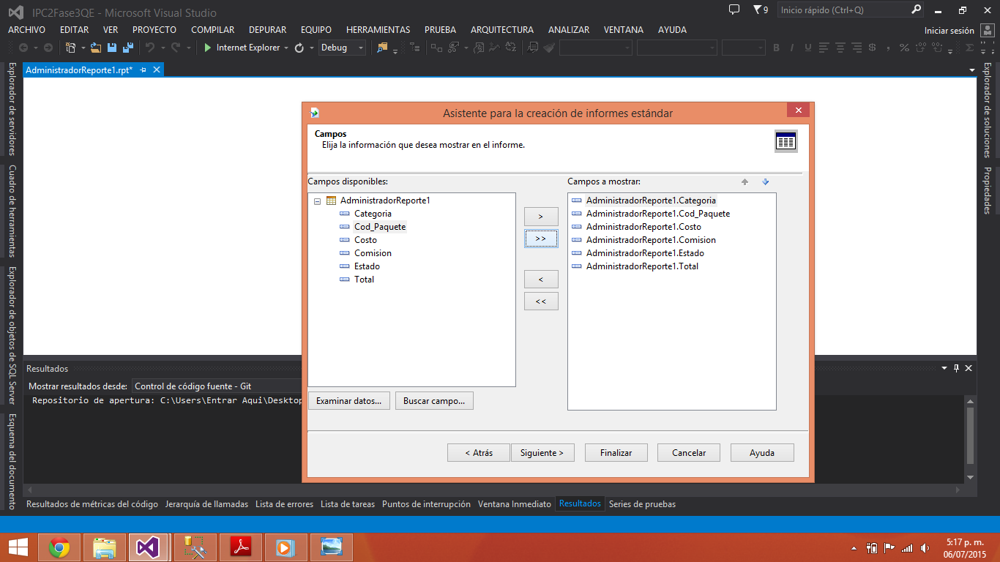 IPC2Fase3QE - Microsoft Visual Studio
9
Inicio rápido (Ctrl+Q)
ARCHIVO EDITAR VER PROYECTO COMPILAR DEPURAR EQUIPO HERRAMIENTAS PRUEBA ARQUITECTURA ANALIZAR VENTANA AYUDA
Iniciar sesión
Internet Explorer Debug
AdministradorReporte1.rpt*
Explorador de servidores
Cuadro de herramientas
Explorador de objetos de SQL Server
Esquema del documento
Explorador de soluciones
Propiedades
Asistente para la creación de informes estándar
Campos
Elija la información que desea mostrar en el informe.
Campos disponibles:
AdministradorReporte1
Categoria
Cod_Paquete
Costo
Comision
Estado
Total
>
>>
<
<<
Campos a mostrar:
AdministradorReporte1.Categoria
AdministradorReporte1.Cod_Paquete
AdministradorReporte1.Costo
AdministradorReporte1.Comision
AdministradorReporte1.Estado
AdministradorReporte1.Total
Examinar datos... Buscar campo...
< Atrás Siguiente > Finalizar Cancelar Ayuda
Resultados
Mostrar resultados desde: Control de código fuente - Git
Repositorio de apertura: C:\Users\Entrar Aqui\Desktop
Resultados de métricas del código Jerarquía de llamadas Lista de errores Lista de tareas Puntos de interrupción Ventana Inmediato Resultados Series de pruebas
5:17 p. m.
06/07/2015